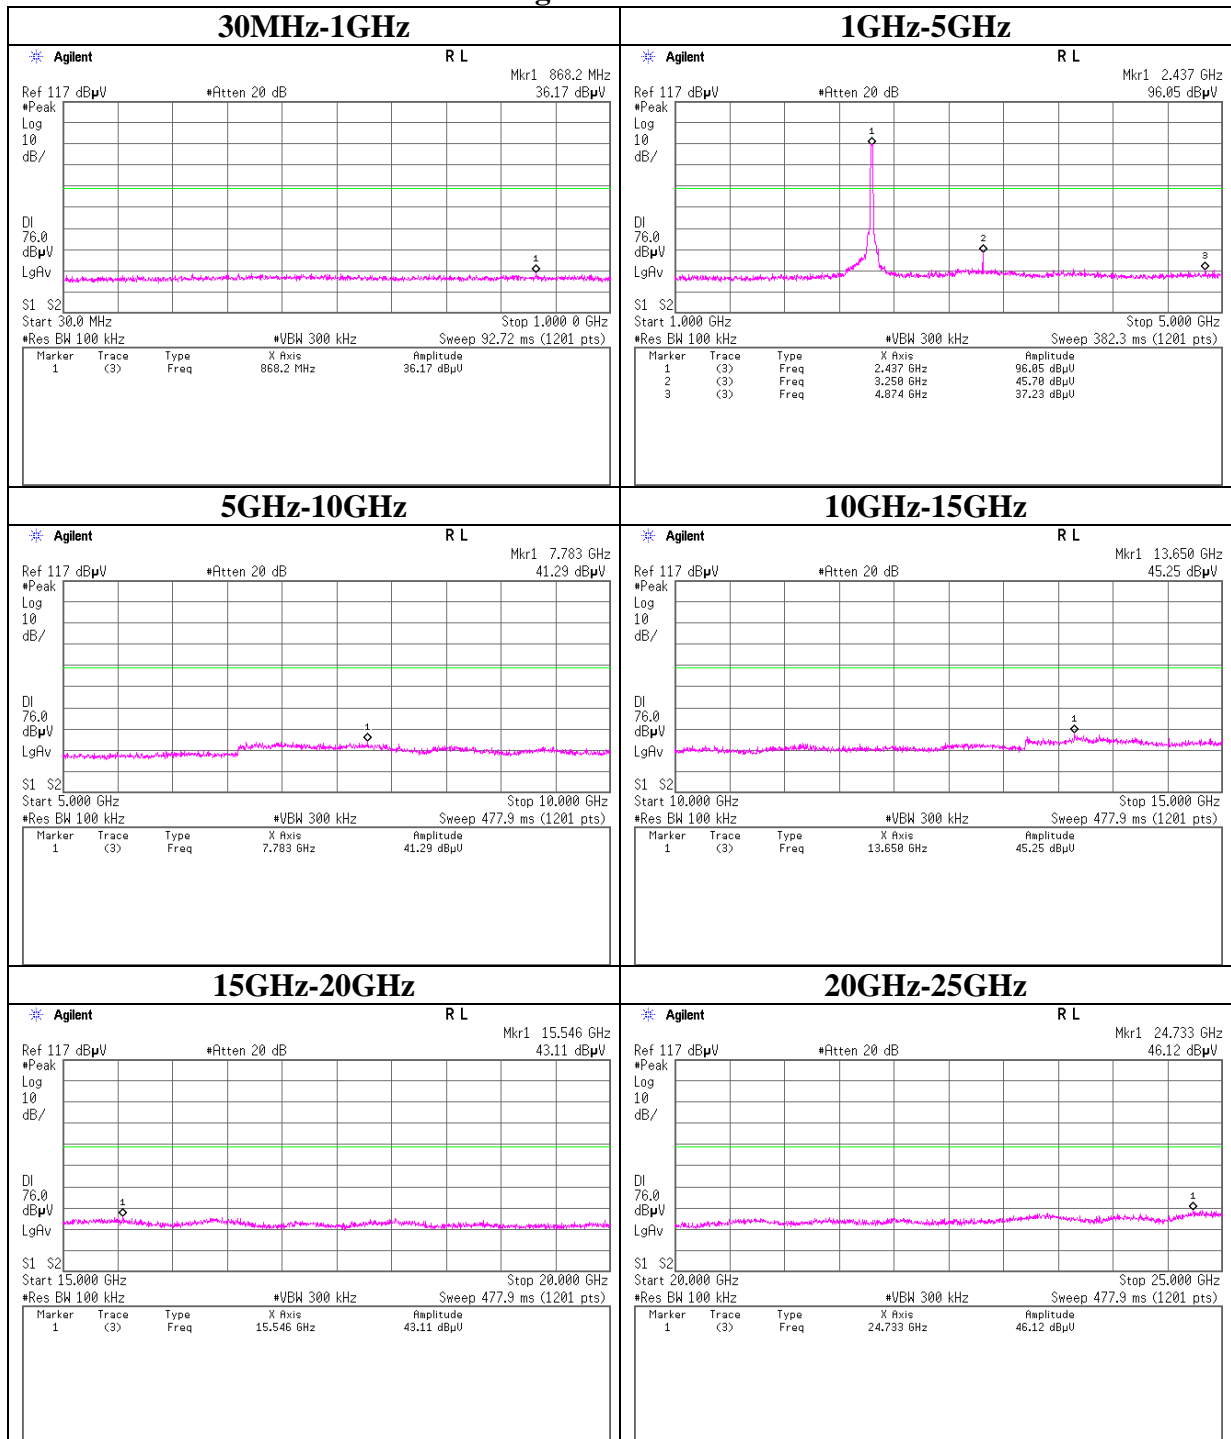 30MHz-1GHz
Agilent R L
Mkr1 868.2 MHz
Ref 117 dBµV #Atten 20 dB 36.17 dBµV
#Peak
Log
10
dB/
DI
76.0
dBµV
LgAv
1
S1 S2
Start 30.0 MHz Stop 1.000 0 GHz
#Res BW 100 kHz #VBW 300 kHz Sweep 92.72 ms (1201 pts)
Marker Trace Type X Axis Amplitude
1 (3) Freq 868.2 MHz 36.17 dBµV
1GHz-5GHz
Agilent R L
Mkr1 2.437 GHz
Ref 117 dBµV #Atten 20 dB 96.05 dBµV
#Peak
Log
10
dB/
1
DI
76.0
dBµV
2
LgAv
3
S1 S2
Start 1.000 GHz Stop 5.000 GHz
#Res BW 100 kHz #VBW 300 kHz Sweep 382.3 ms (1201 pts)
Marker Trace Type X Axis Amplitude
1 (3) Freq 2.437 GHz 96.05 dBµV
2 (3) Freq 3.250 GHz 45.70 dBµV
3 (3) Freq 4.874 GHz 37.23 dBµV
5GHz-10GHz
Agilent R L
Mkr1 7.783 GHz
Ref 117 dBµV #Atten 20 dB 41.29 dBµV
#Peak
Log
10
dB/
DI
76.0
dBµV
1
LgAv
S1 S2
Start 5.000 GHz Stop 10.000 GHz
#Res BW 100 kHz #VBW 300 kHz Sweep 477.9 ms (1201 pts)
Marker Trace Type X Axis Amplitude
1 (3) Freq 7.783 GHz 41.29 dBµV
10GHz-15GHz
Agilent R L
Mkr1 13.650 GHz
Ref 117 dBµV #Atten 20 dB 45.25 dBµV
#Peak
Log
10
dB/
DI
76.0
1
dBµV
LgAv
S1 S2
Start 10.000 GHz Stop 15.000 GHz
#Res BW 100 kHz #VBW 300 kHz Sweep 477.9 ms (1201 pts)
Marker Trace Type X Axis Amplitude
1 (3) Freq 13.650 GHz 45.25 dBµV
15GHz-20GHz
Agilent R L
Mkr1 15.546 GHz
Ref 117 dBµV #Atten 20 dB 43.11 dBµV
#Peak
Log
10
dB/
DI
76.0
1
dBµV
LgAv
S1 S2
Start 15.000 GHz Stop 20.000 GHz
#Res BW 100 kHz #VBW 300 kHz Sweep 477.9 ms (1201 pts)
Marker Trace Type X Axis Amplitude
1 (3) Freq 15.546 GHz 43.11 dBµV
20GHz-25GHz
Agilent R L
Mkr1 24.733 GHz
Ref 117 dBµV #Atten 20 dB 46.12 dBµV
#Peak
Log
10
dB/
DI
76.0
1
dBµV
LgAv
S1 S2
Start 20.000 GHz Stop 25.000 GHz
#Res BW 100 kHz #VBW 300 kHz Sweep 477.9 ms (1201 pts)
Marker Trace Type X Axis Amplitude
1 (3) Freq 24.733 GHz 46.12 dBµV